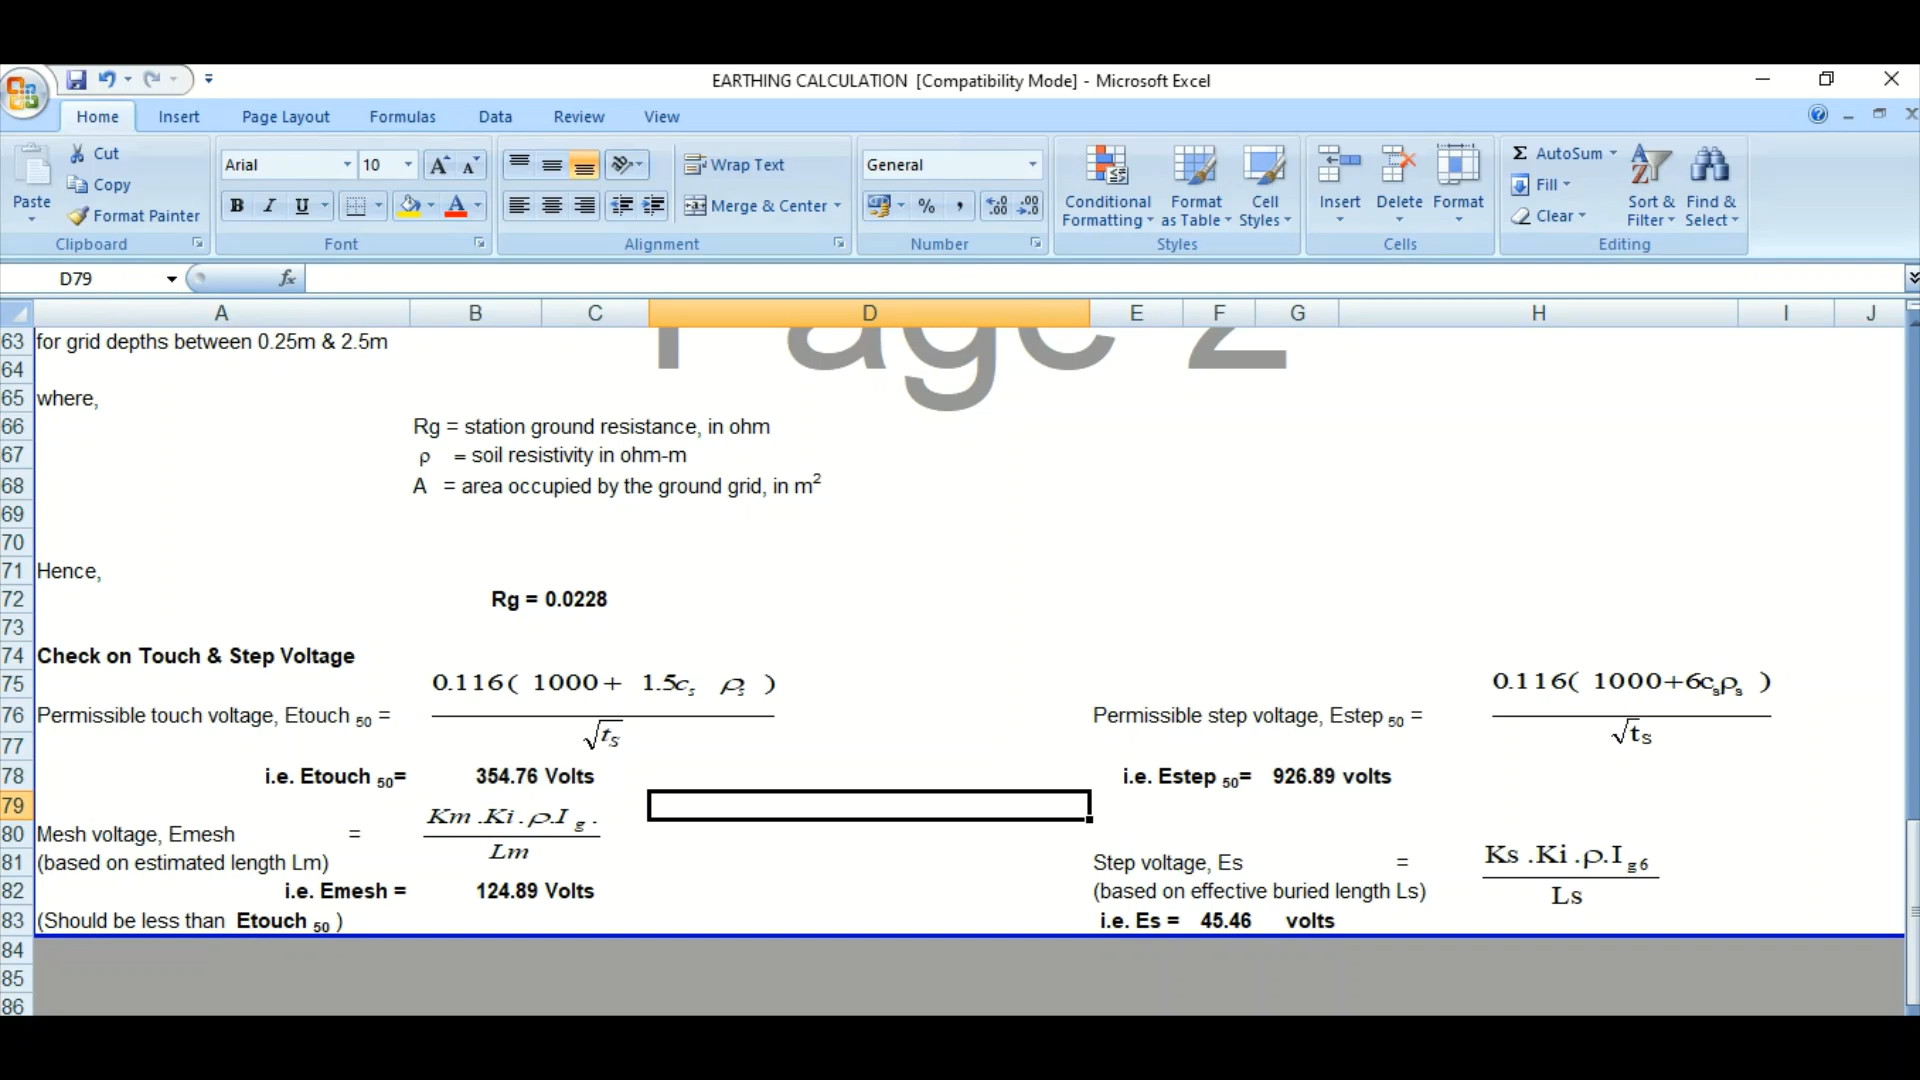 EARTHING CALCULATION [Compatibility Mode] - Microsoft Excel
Home Insert Page Layout Formulas Data Review View
Paste
Cut
Copy
Format Painter
Clipboard
Arial 10
B I U
Font
Wrap Text
Merge & Center
Alignment
General
%
Number
Conditional Formatting
Format as Table
Cell Styles
Styles
Insert Delete Format
Cells
Σ AutoSum
Fill
Clear
Sort & Filter
Find & Select
Editing
D79 fx
A B C D E F G H I J
Page 2
63 for grid depths between 0.25m & 2.5m
64
65 where,
66 Rg = station ground resistance, in ohm
67 ρ = soil resistivity in ohm-m
68 A = area occupied by the ground grid, in m²
69
70
71 Hence,
72 Rg = 0.0228
73
74 Check on Touch & Step Voltage
75 0.116( 1000+ 1.5cs ρs ) 0.116( 1000+6csρs )
76 Permissible touch voltage, Etouch 50 = Permissible step voltage, Estep 50 =
77 √tS √tS
78 i.e. Etouch 50= 354.76 Volts i.e. Estep 50= 926.89 volts
79 Km .Ki .ρ.I g .
80 Mesh voltage, Emesh =
Lm
81 (based on estimated length Lm) Step voltage, Es = Ks .Ki .ρ.I g6
82 i.e. Emesh = 124.89 Volts (based on effective buried length Ls) Ls
83 (Should be less than Etouch 50 ) i.e. Es = 45.46 volts
84
85
86